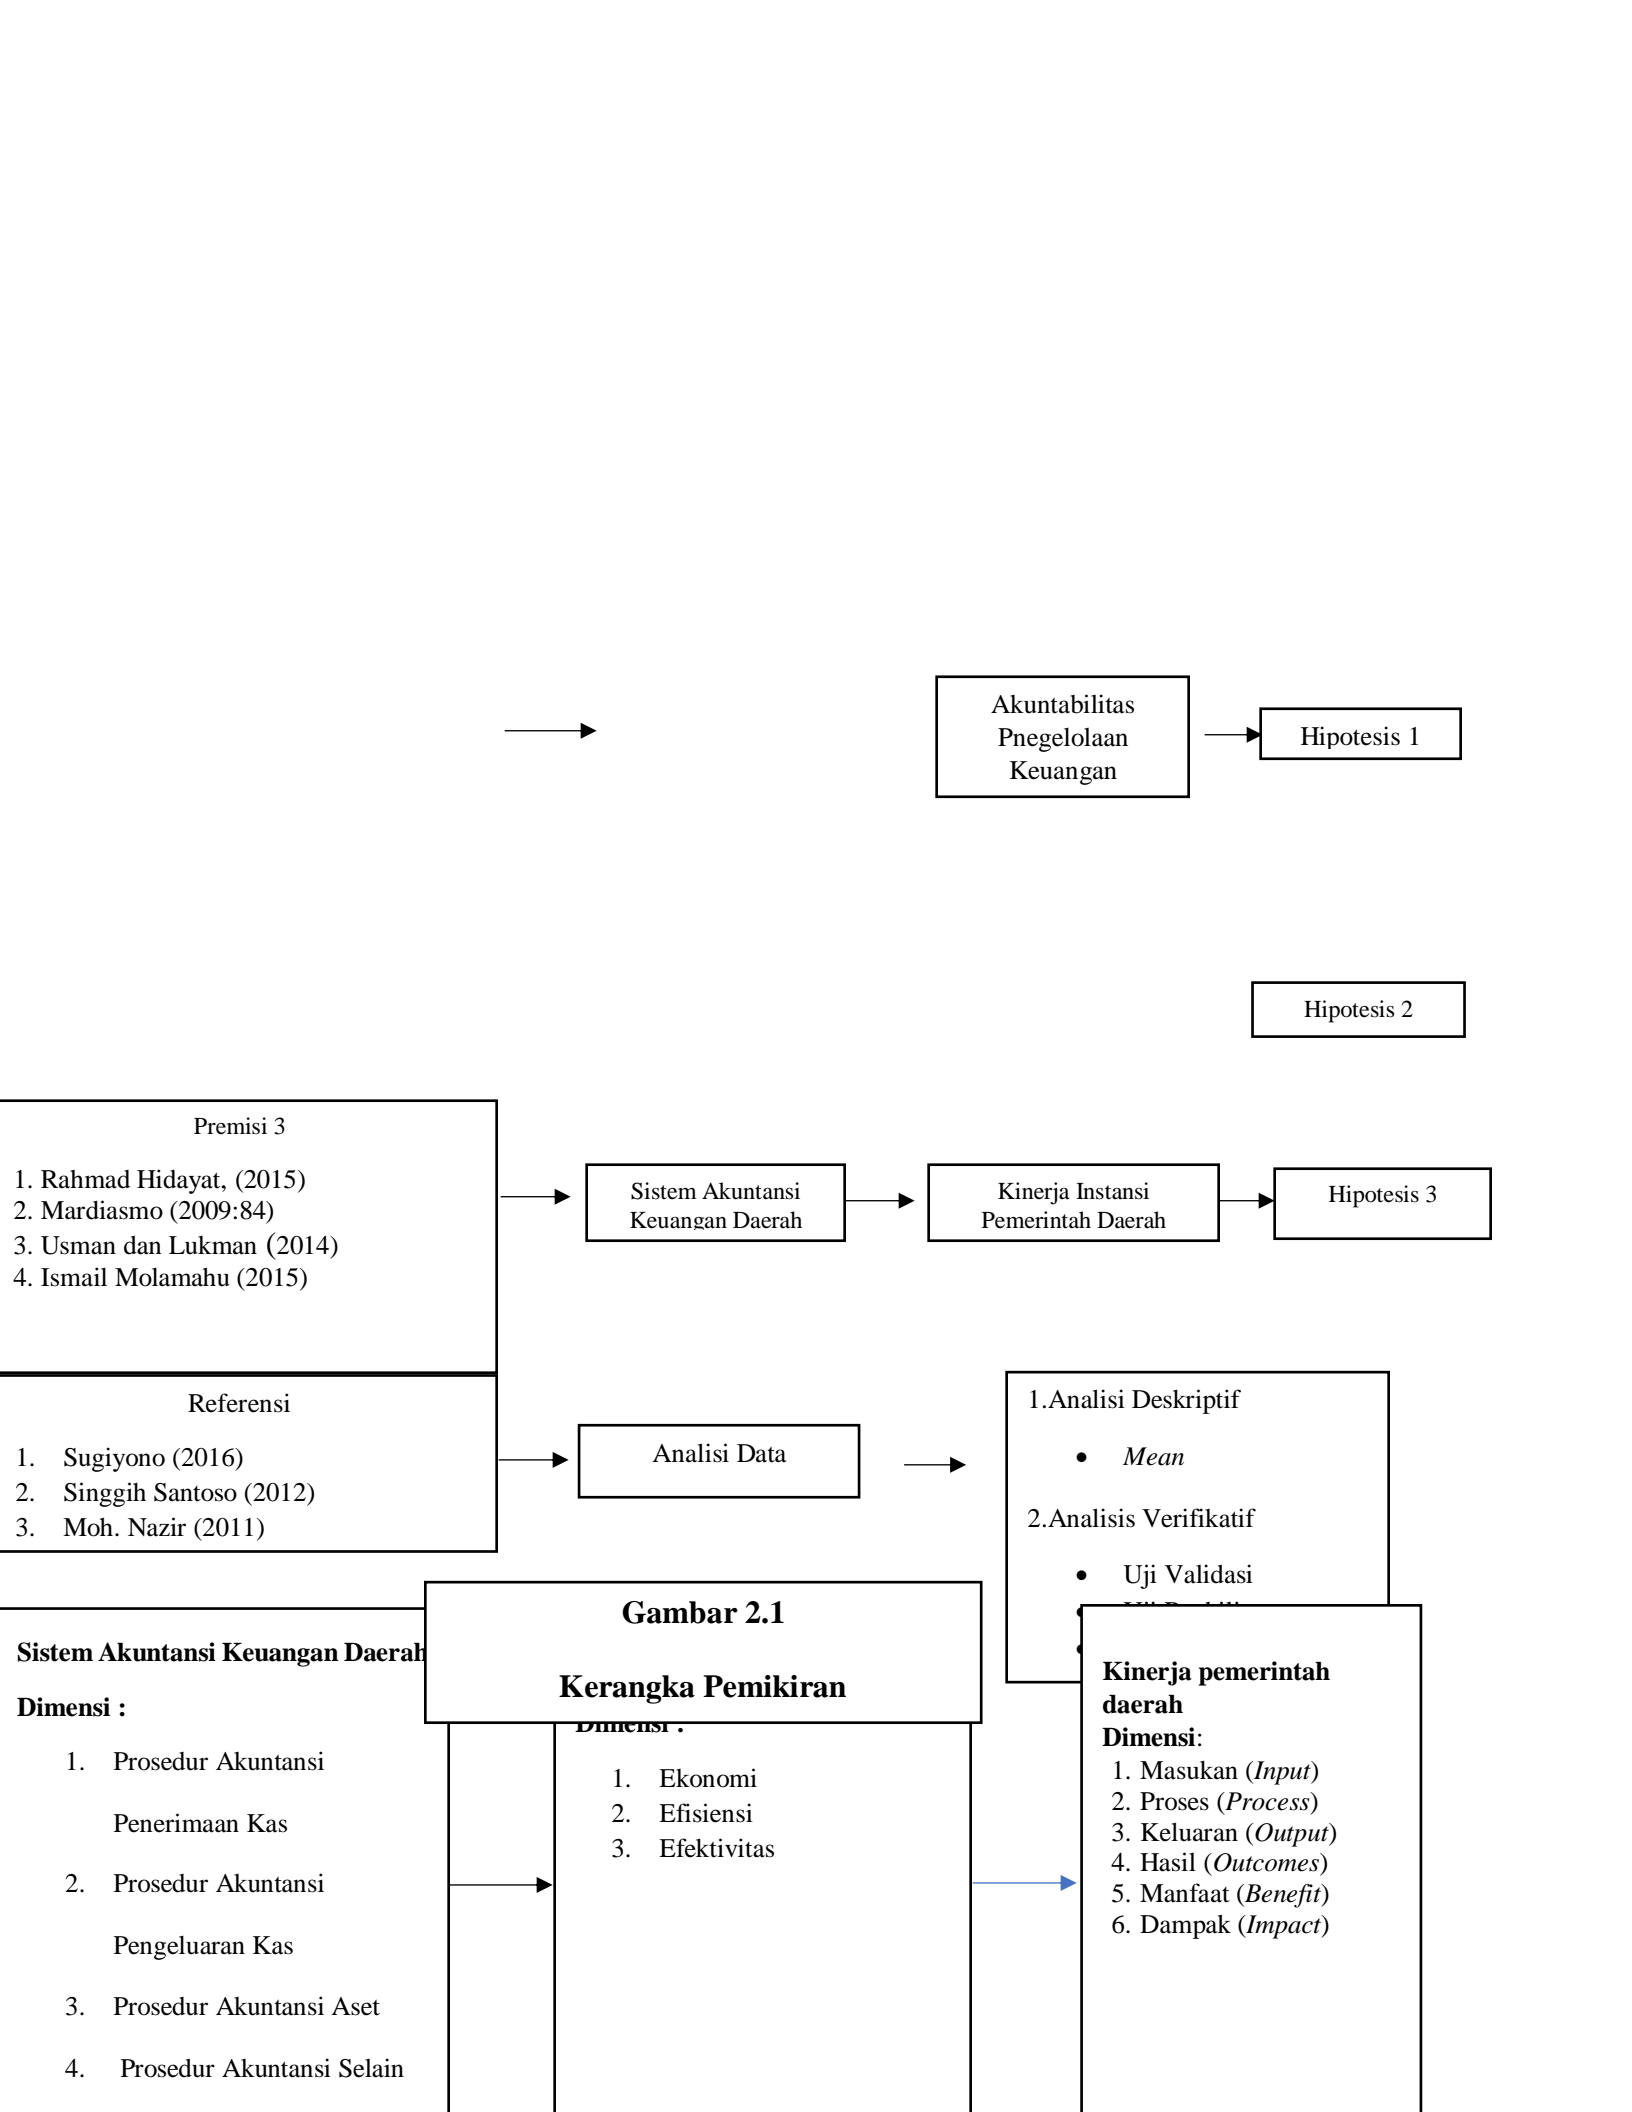 Akuntabilitas
Pnegelolaan
Keuangan
Hipotesis 1
Hipotesis 2
Premisi 3
1. Rahmad Hidayat, (2015)
2. Mardiasmo (2009:84)
3. Usman dan Lukman (2014)
4. Ismail Molamahu (2015)
Sistem Akuntansi
Keuangan Daerah
Kinerja Instansi
Pemerintah Daerah
Hipotesis 3
Referensi
1. Sugiyono (2016)
2. Singgih Santoso (2012)
3. Moh. Nazir (2011)
Analisi Data
1.Analisi Deskriptif
• Mean
2.Analisis Verifikatif
• Uji Validasi
Gambar 2.1
Kerangka Pemikiran
Sistem Akuntansi Keuangan Daerah
Dimensi :
1. Prosedur Akuntansi
Penerimaan Kas
2. Prosedur Akuntansi
Pengeluaran Kas
3. Prosedur Akuntansi Aset
4. Prosedur Akuntansi Selain
Dimensi :
1. Ekonomi
2. Efisiensi
3. Efektivitas
Kinerja pemerintah
daerah
Dimensi:
1. Masukan (Input)
2. Proses (Process)
3. Keluaran (Output)
4. Hasil (Outcomes)
5. Manfaat (Benefit)
6. Dampak (Impact)